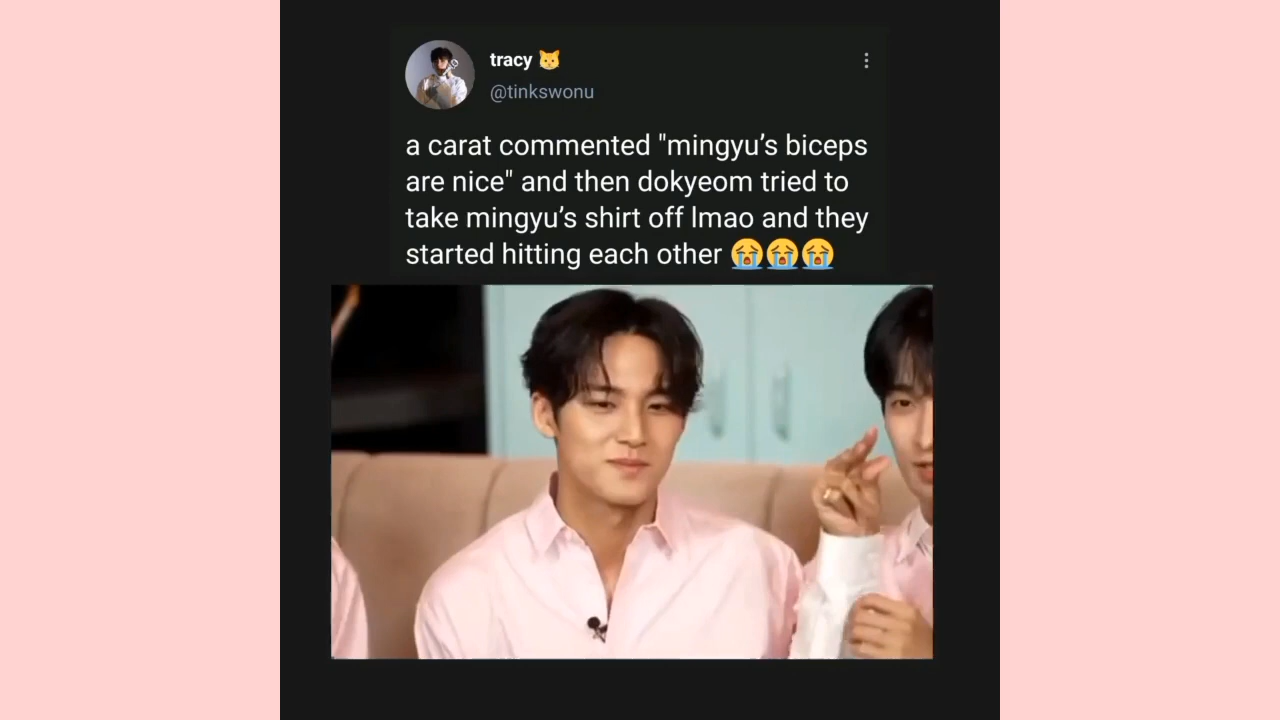 tracy 🐱
@tinkswonu
a carat commented "mingyu’s biceps
are nice" and then dokyeom tried to
take mingyu’s shirt off lmao and they
started hitting each other 😭😭😭